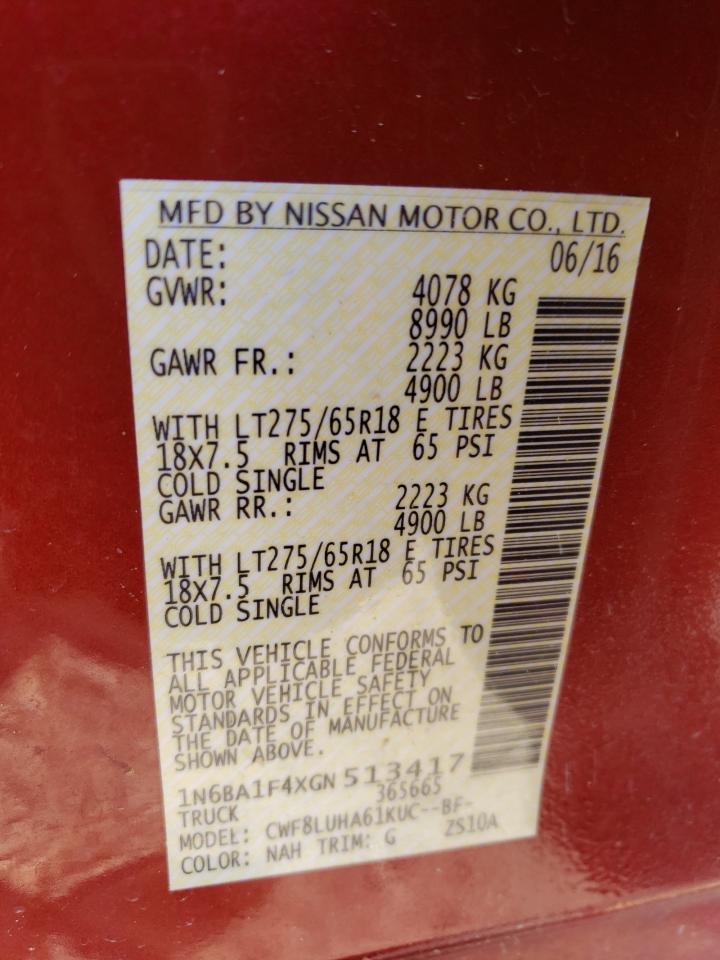 MFD BY NISSAN MOTOR CO., LTD.
DATE: 06/16
GVWR: 4078 KG
8990 LB
GAWR FR.: 2223 KG
4900 LB
WITH LT275/65R18 E TIRES
18X7.5 RIMS AT 65 PSI
COLD SINGLE
GAWR RR.: 2223 KG
4900 LB
WITH LT275/65R18 E TIRES
18X7.5 RIMS AT 65 PSI
COLD SINGLE
THIS VEHICLE CONFORMS TO
ALL APPLICABLE FEDERAL
MOTOR VEHICLE SAFETY
STANDARDS IN EFFECT ON
THE DATE OF MANUFACTURE
SHOWN ABOVE.
1N6BA1F4XGN 513417
TRUCK 365665
MODEL: CWF8LUHA61KUC--BF-
COLOR: NAH TRIM: G ZS10A